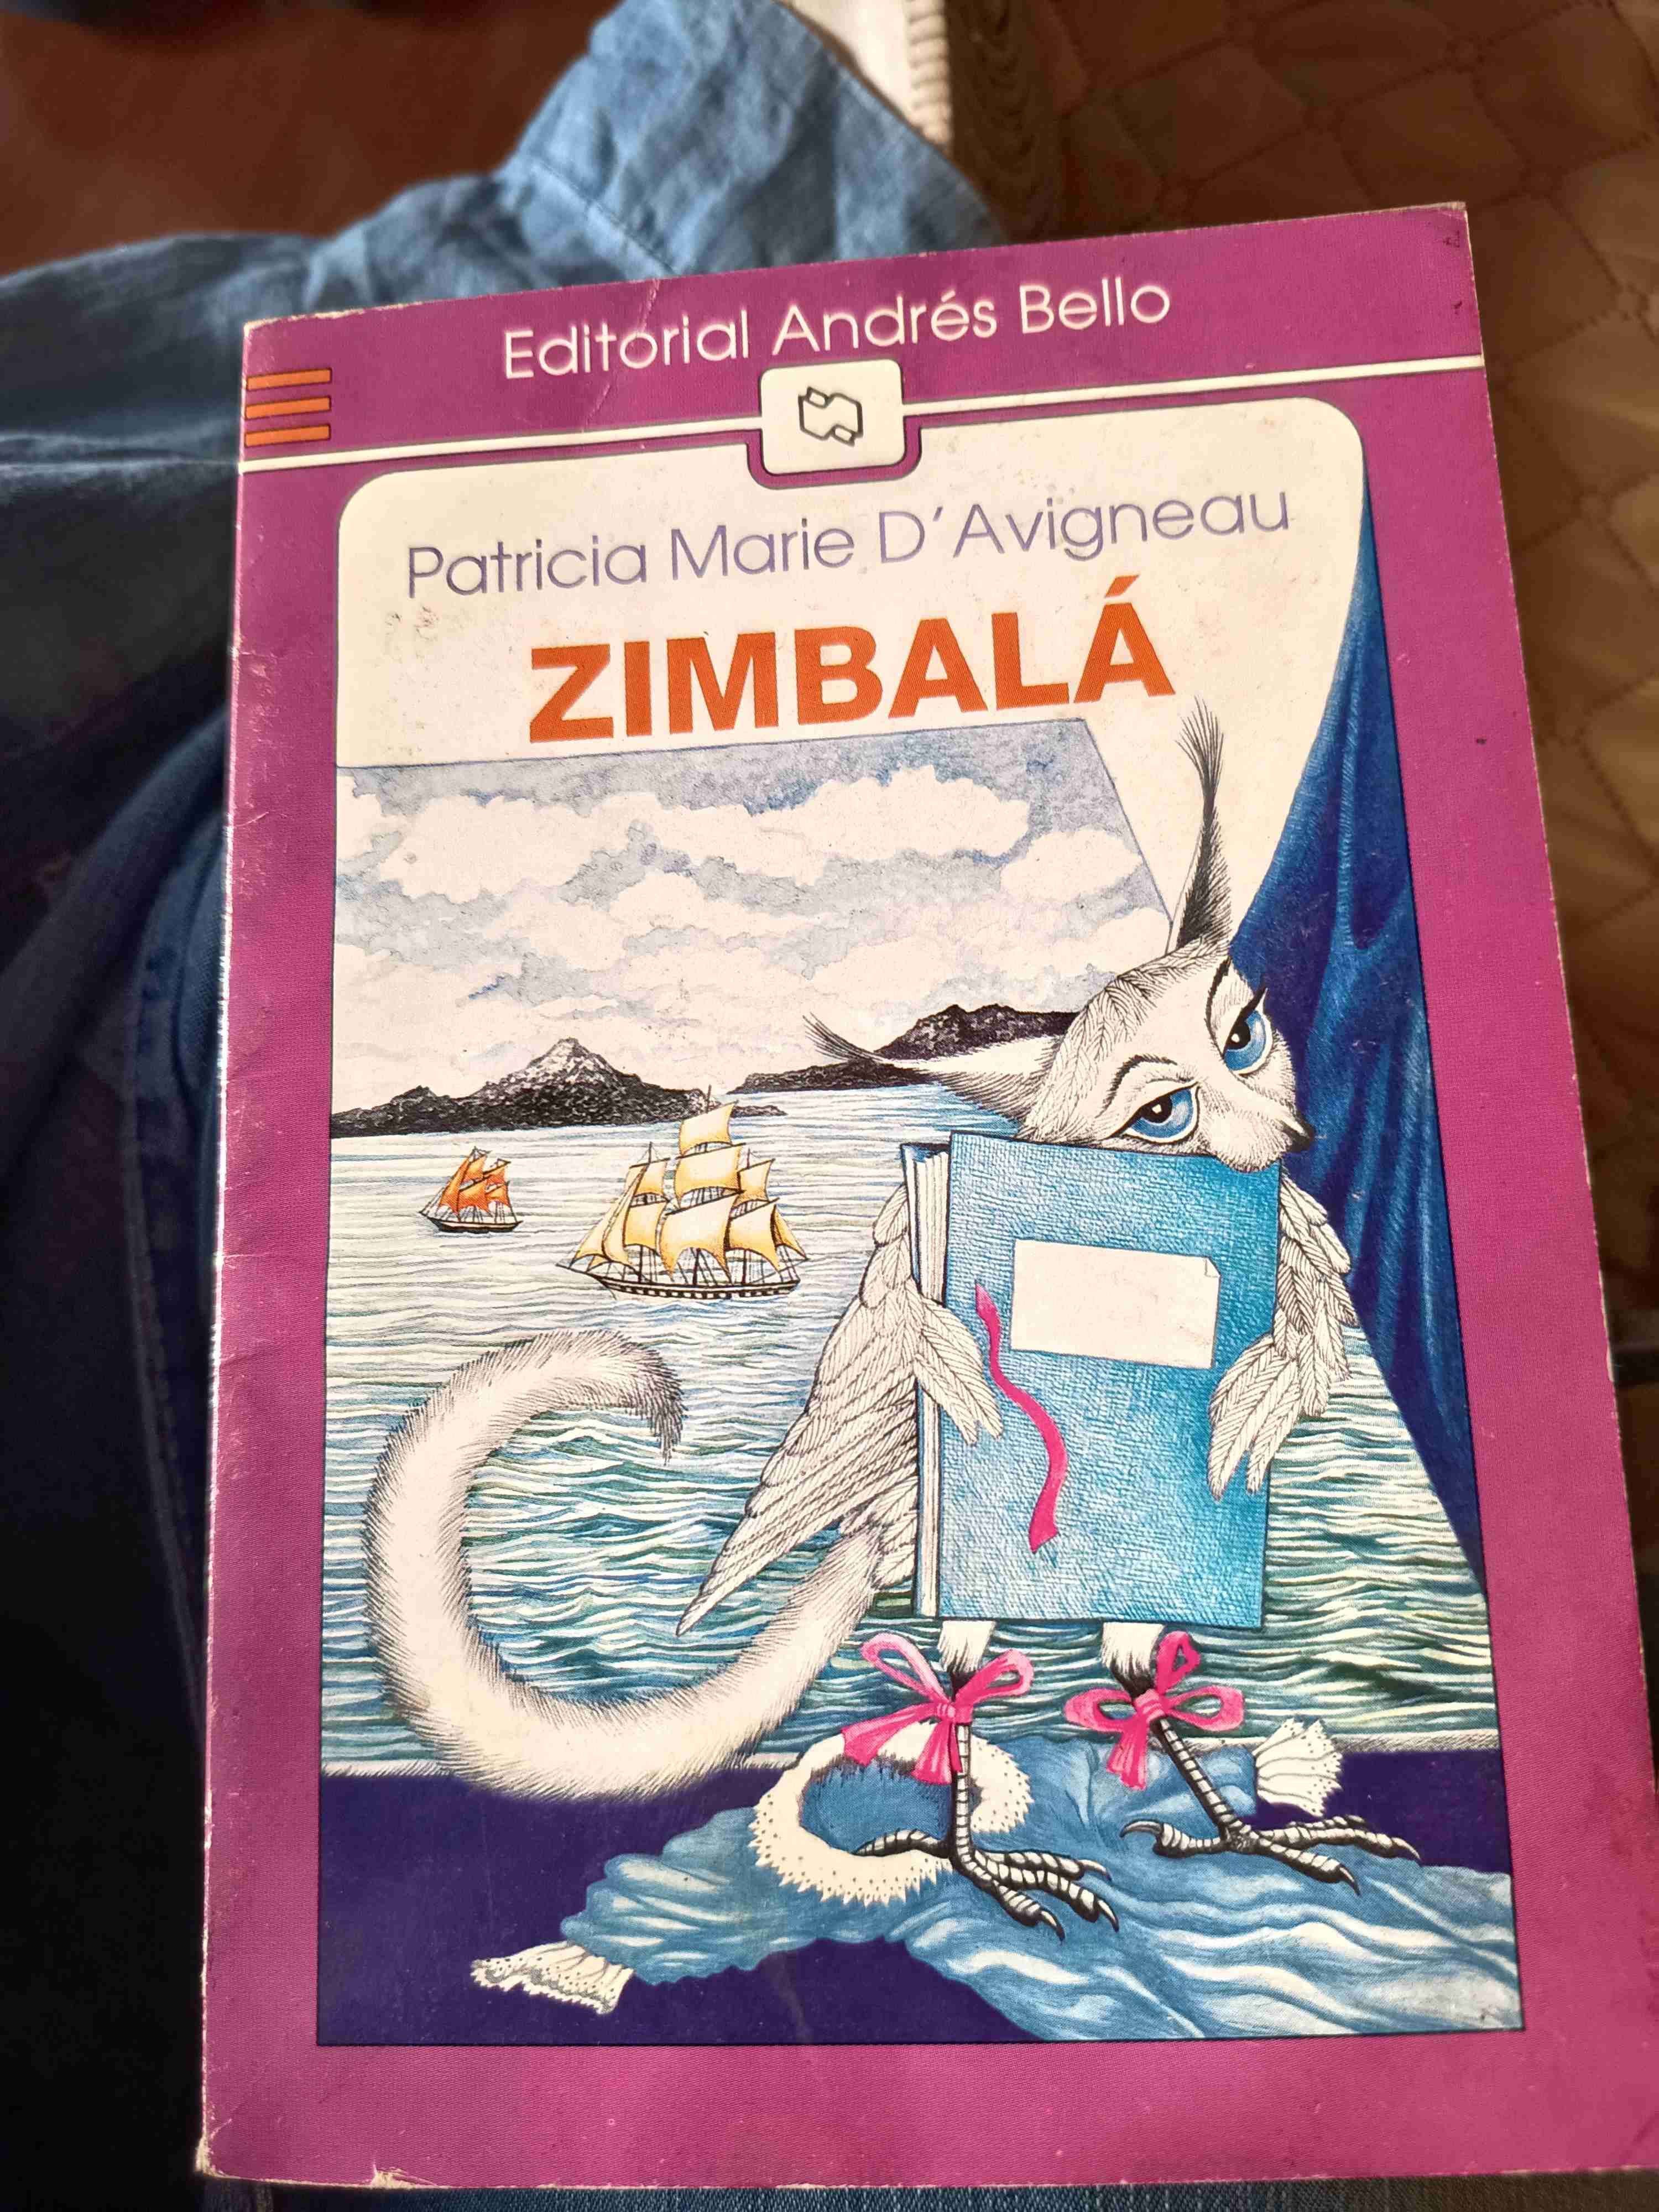 Editorial Andrés Bello
Patricia Marie D'Avigneau
ZIMBALÁ